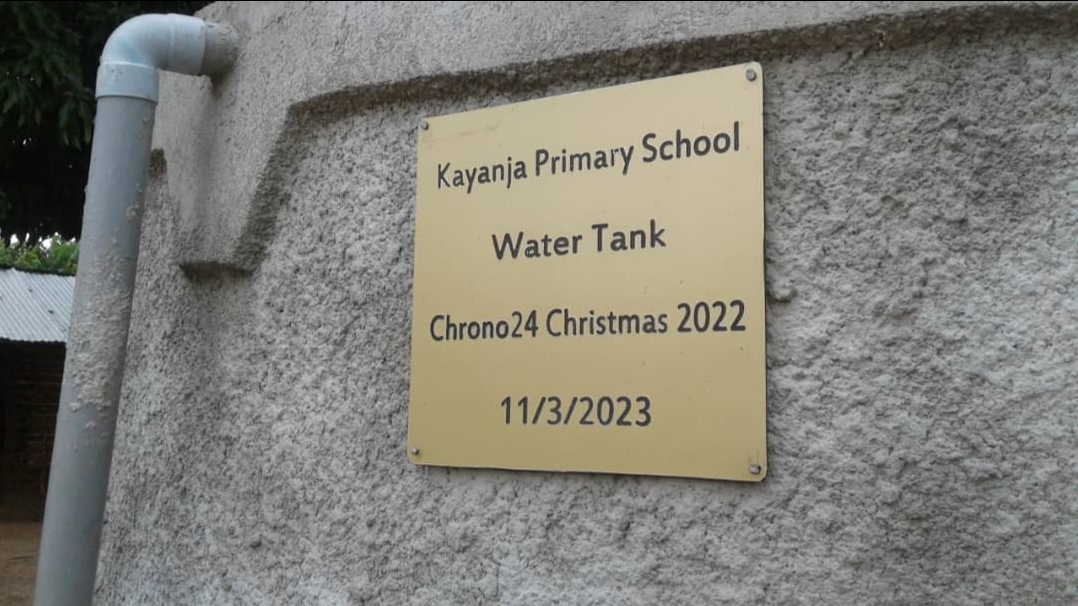 Kayanja Primary School
Water Tank
Chrono24 Christmas 2022
11/3/2023